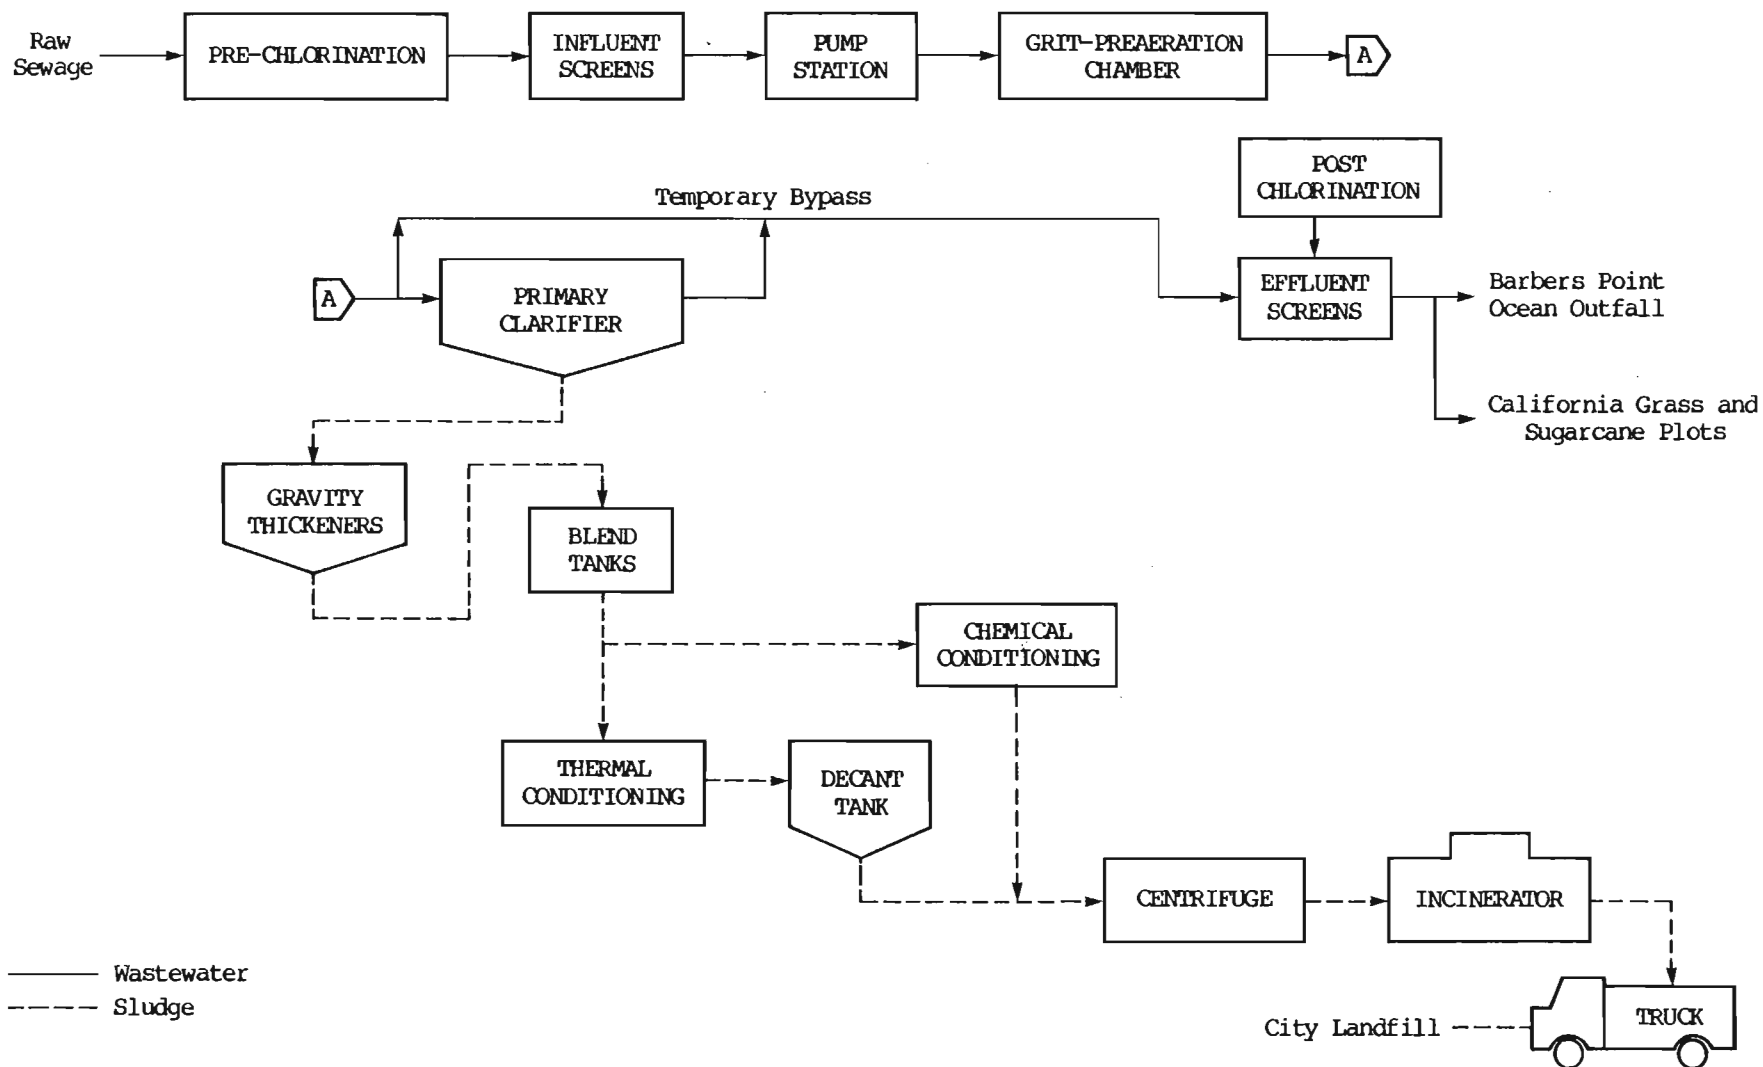 Raw
Sewage
PRE-CHLORINATION
INFLUENT
SCREENS
PUMP
STATION
GRIT-PREAERATION
CHAMBER
A
POST
CHLORINATION
Temporary Bypass
A
PRIMARY
CLARIFIER
EFFLUENT
SCREENS
Barbers Point
Ocean Outfall
California Grass and
Sugarcane Plots
GRAVITY
THICKENERS
BLEND
TANKS
CHEMICAL
CONDITIONING
THERMAL
CONDITIONING
DECANT
TANK
CENTRIFUGE
INCINERATOR
Wastewater
Sludge
City Landfill
TRUCK